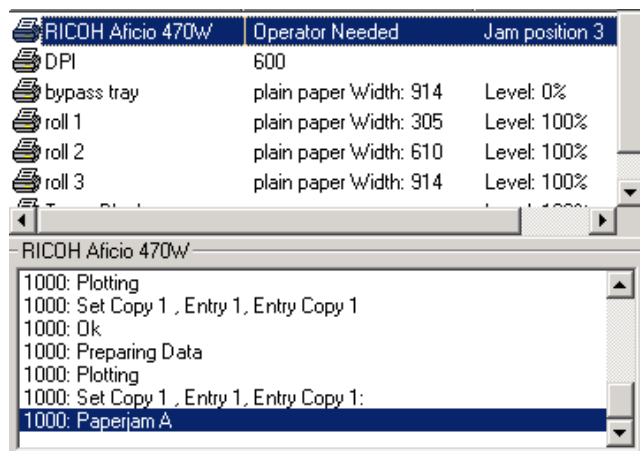 RICOH Aficio 470W Operator Needed Jam position 3
DPI 600
bypass tray plain paper Width: 914 Level: 0%
roll 1 plain paper Width: 305 Level: 100%
roll 2 plain paper Width: 610 Level: 100%
roll 3 plain paper Width: 914 Level: 100%
RICOH Aficio 470W
1000: Plotting
1000: Set Copy 1 , Entry 1, Entry Copy 1
1000: Ok
1000: Preparing Data
1000: Plotting
1000: Set Copy 1 , Entry 1, Entry Copy 1:
1000: Paperjam A